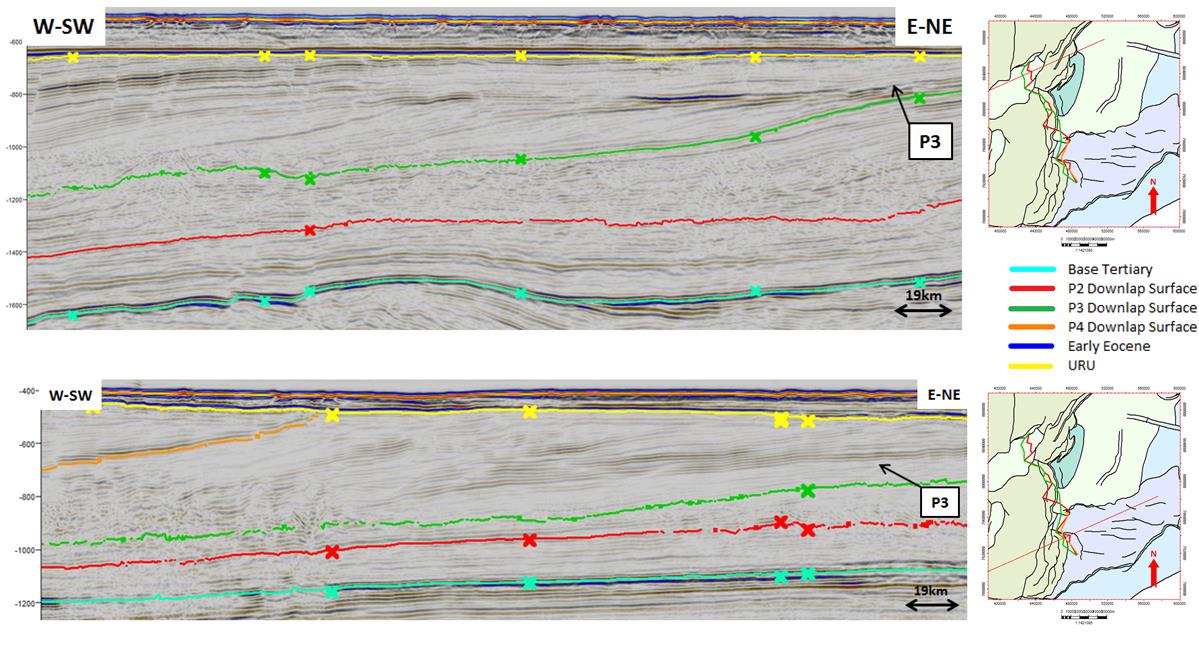 W-SW
E-NE
-600
-800
-1000
-1200
-1400
-1600
P3
19km
N
Base Tertiary
P2 Downlap Surface
P3 Downlap Surface
P4 Downlap Surface
Early Eocene
URU
W-SW
E-NE
-400
-600
-800
-1000
-1200
P3
19km
N